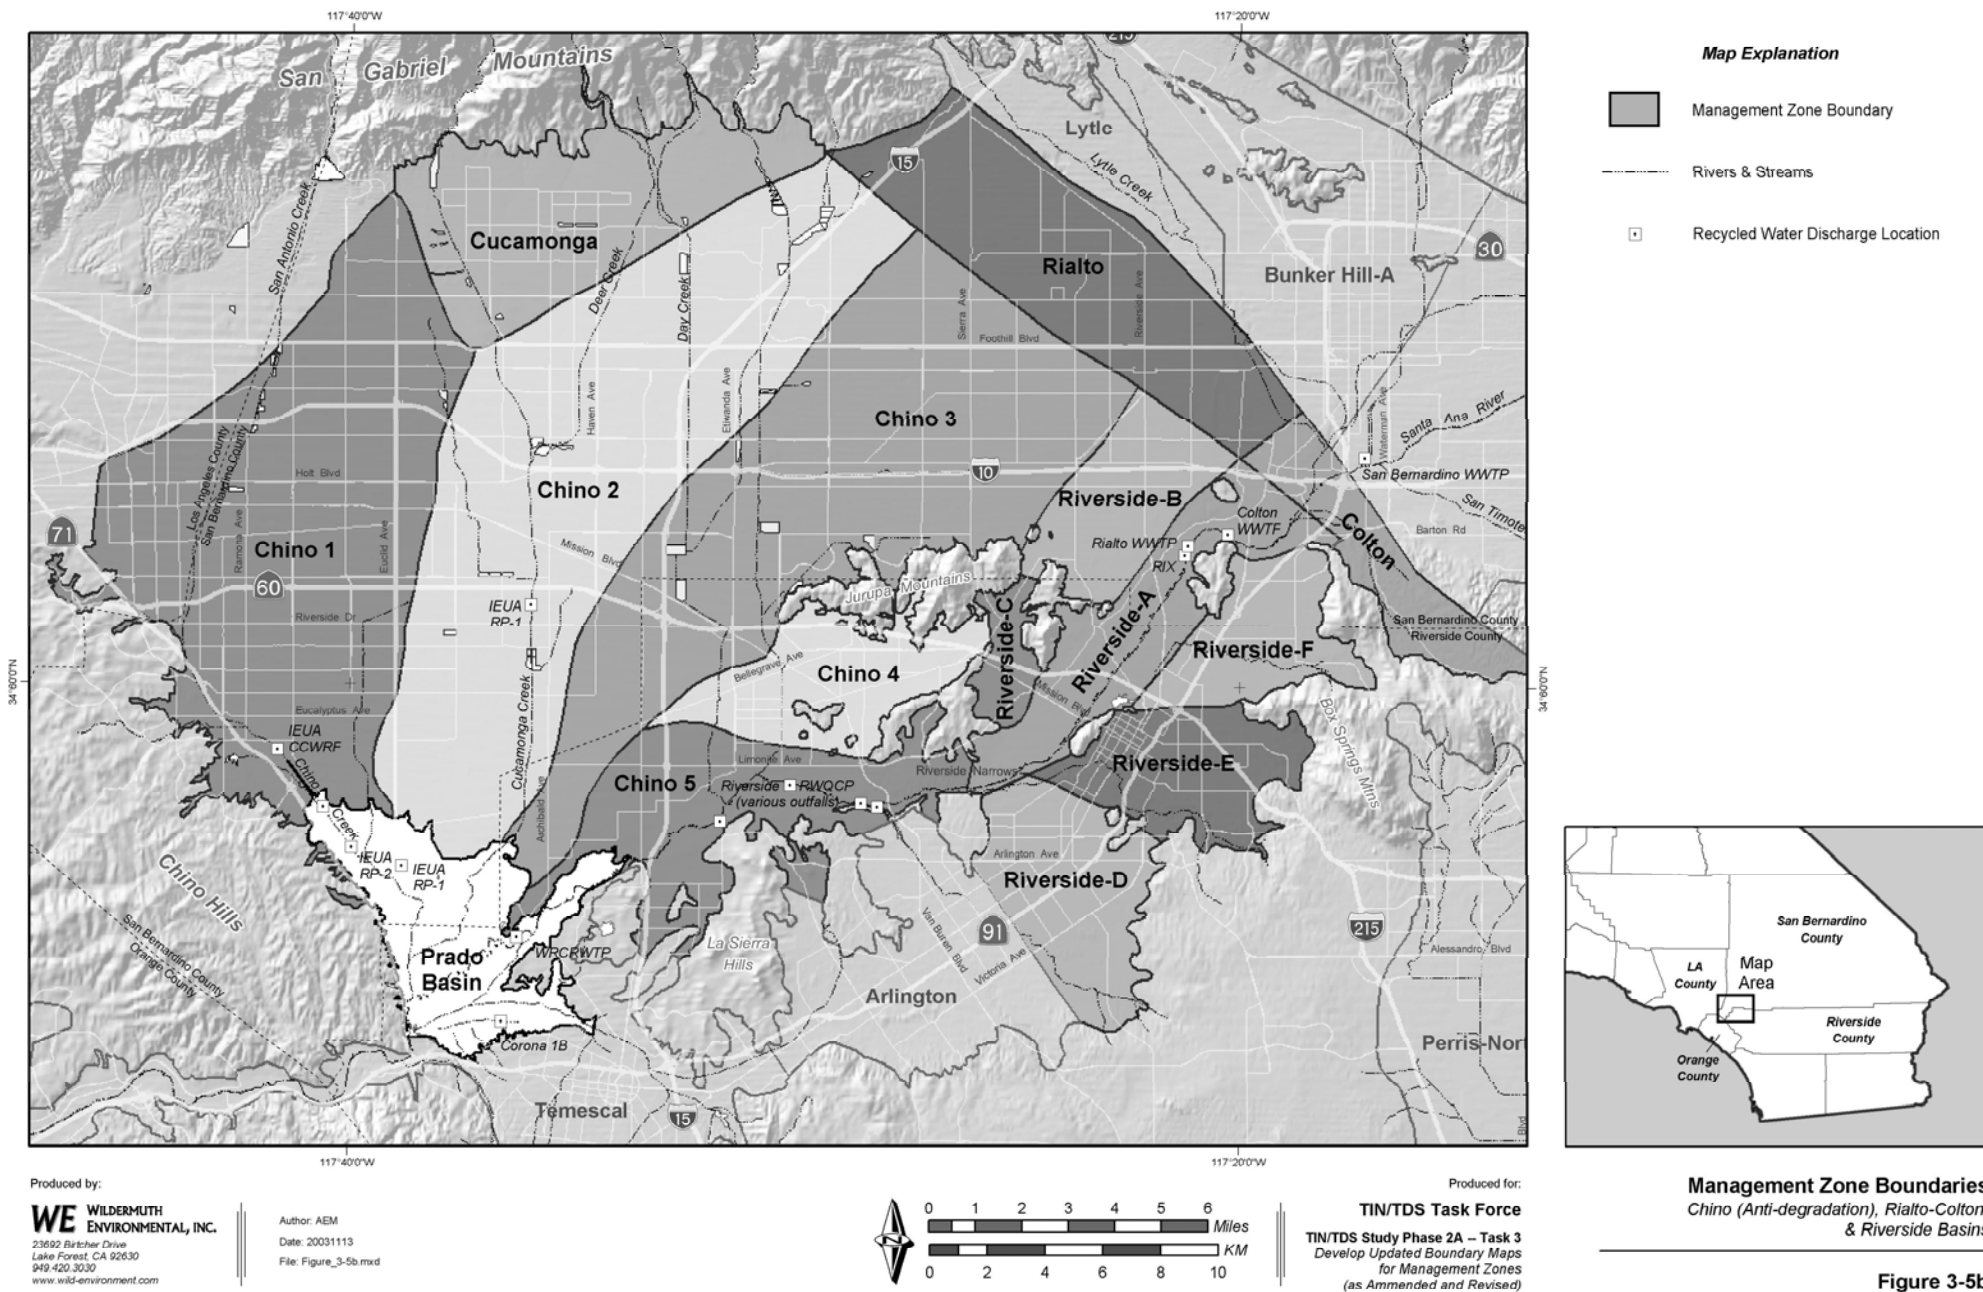 117°40'0"W
117°20'0"W
215
San Gabriel Mountains
Lytle
Lytle Creek
15
San Antonio Creek
Cucamonga
Deer Creek
Day Creek
Rialto
Riverside Ave
Sierra Ave
Foothill Blvd
Bunker Hill-A
30
Haven Ave
Etiwanda Ave
Chino 3
Waterman Ave
Santa Ana River
Los Angeles County
San Bernardino County
Holt Blvd
10
San Bernardino WWTP
Chino 2
Riverside-B
San Timote
71
Ramona Ave
Chino 1
Euclid Ave
Mission Blvd
Colton
WWTF
Rialto WWTP
RIX
Colton
Barton Rd
60
Jurupa Mountains
IEUA
RP-1
Riverside Dr
Riverside-C
Riverside-A
San Bernardino County
Riverside County
Riverside-F
Bellegrave Ave
Chino 4
34°60'0"N
34°60'0"N
Mission Blvd
Eucalyptus Ave
Cucamonga Creek
Box Springs Mtns
IEUA
CCWRF
Chino Creek
Limonite Ave
Riverside Narrows
Riverside-E
Chino 5
Riverside RWQCP
(various outfalls)
Archibald Ave
IEUA
RP-2
IEUA
RP-1
Arlington Ave
Riverside-D
Chino Hills
San Bernardino County
Orange County
Van Buren Blvd
91
215
La Sierra
Hills
Victoria Ave
Alessandro Blvd
Prado
Basin
WRCRWTP
Arlington
Corona 1B
Perris-Nort
Temescal
15
Blvd
117°40'0"W
117°20'0"W
Map Explanation
Management Zone Boundary
Rivers & Streams
Recycled Water Discharge Location
San Bernardino
County
LA
County
Map
Area
Riverside
County
Orange
County
Produced by:
WE WILDERMUTH
ENVIRONMENTAL, INC.
23692 Birtcher Drive
Lake Forest, CA 92630
949.420.3030
www.wild-environment.com
Author: AEM
Date: 20031113
File: Figure_3-5b.mxd
0 1 2 3 4 5 6
Miles
KM
0 2 4 6 8 10
Produced for:
TIN/TDS Task Force
TIN/TDS Study Phase 2A -- Task 3
Develop Updated Boundary Maps
for Management Zones
(as Ammended and Revised)
Management Zone Boundaries
Chino (Anti-degradation), Rialto-Colton
& Riverside Basins
Figure 3-5b